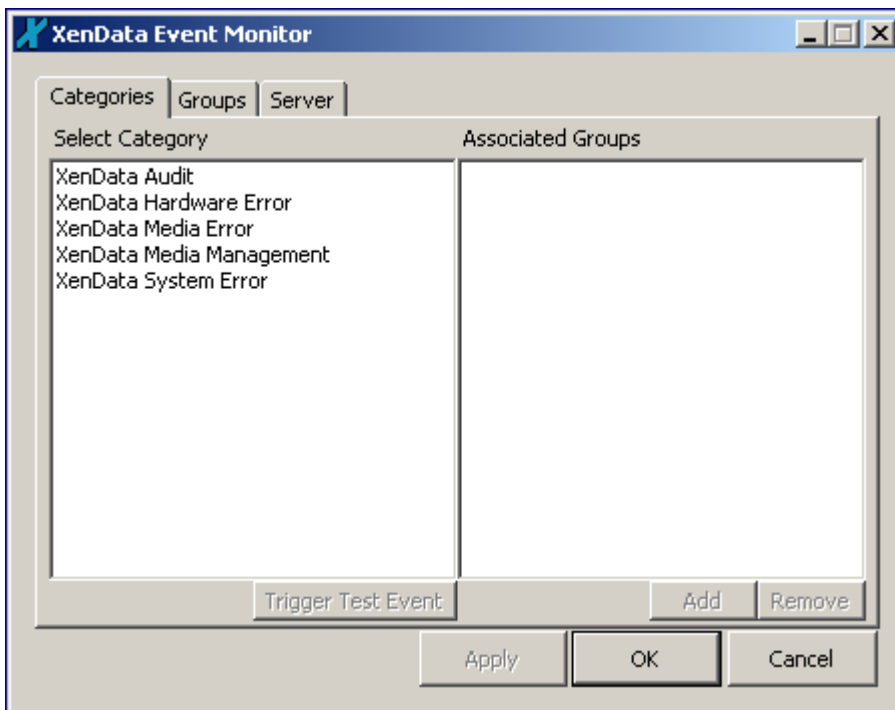 XenData Event Monitor
Categories Groups Server
Select Category Associated Groups
XenData Audit
XenData Hardware Error
XenData Media Error
XenData Media Management
XenData System Error
Trigger Test Event Add Remove
Apply OK Cancel